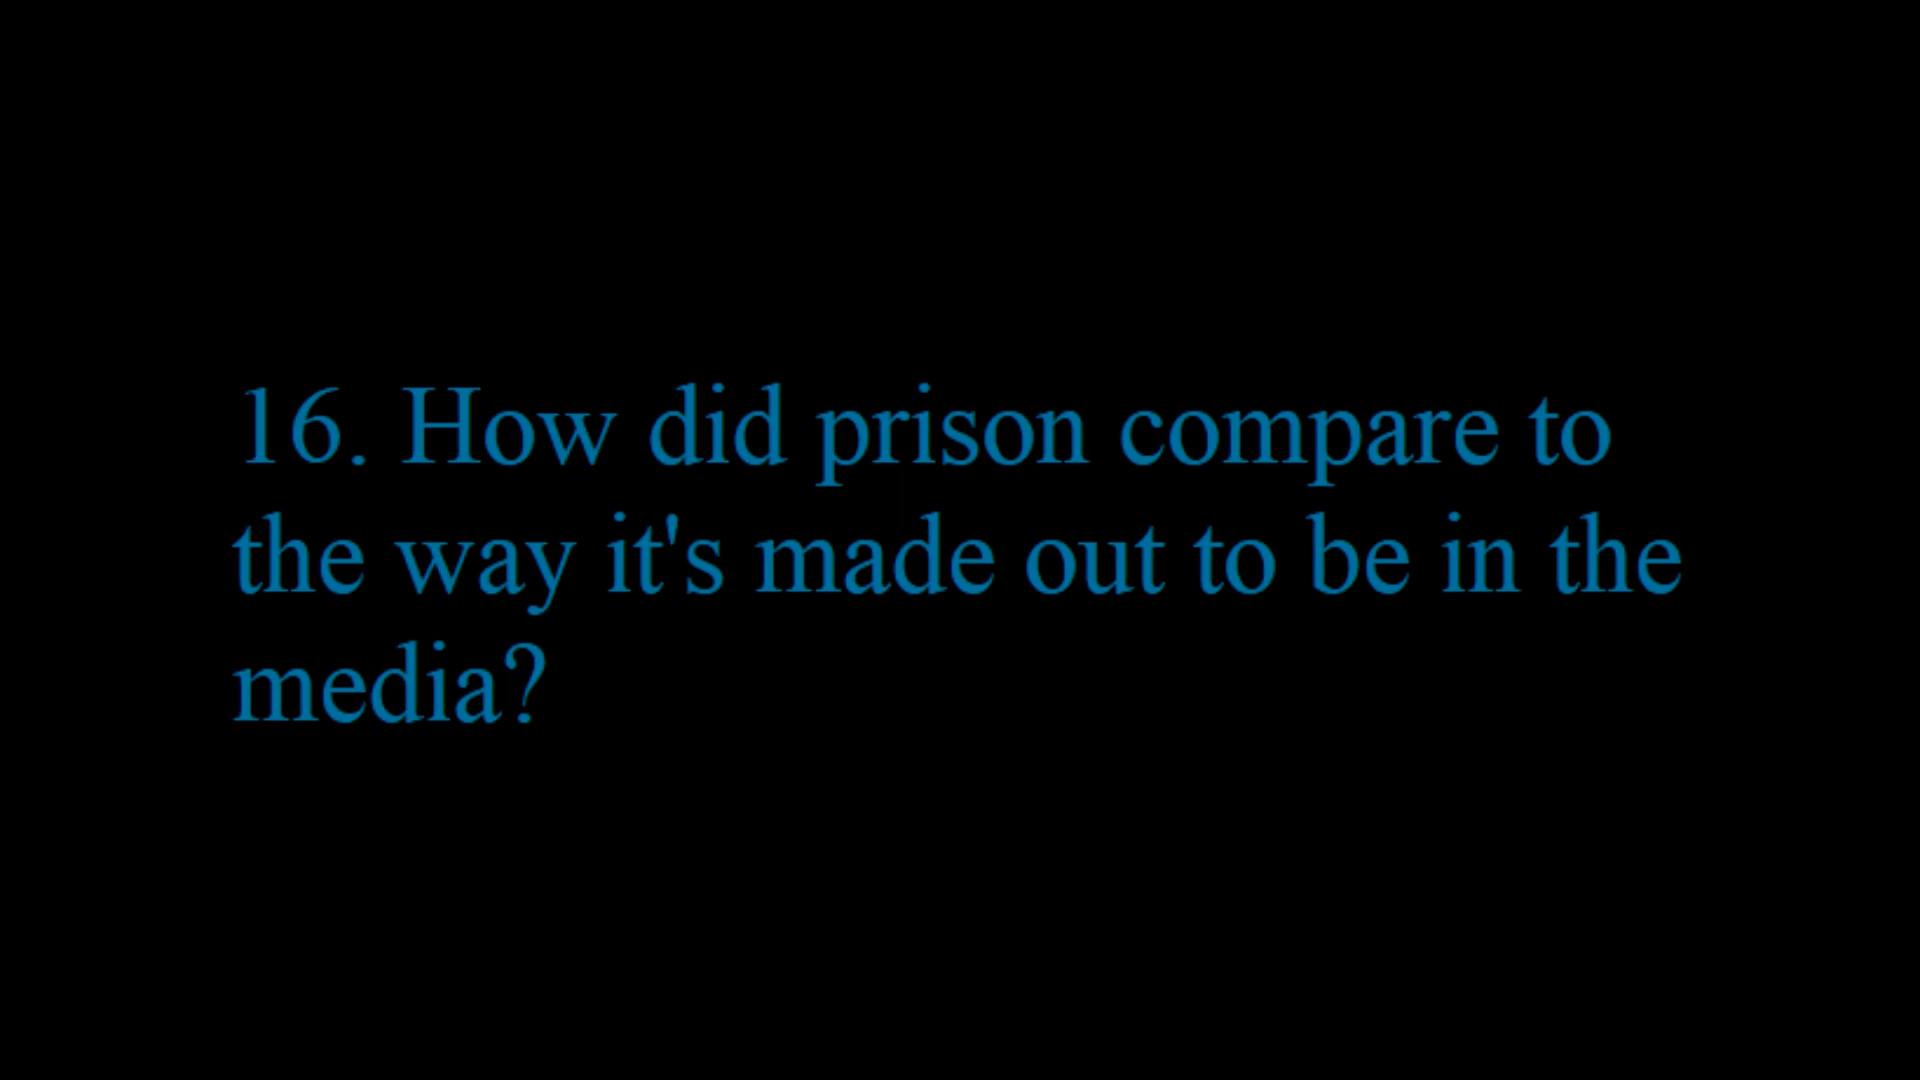 16. How did prison compare to
the way it's made out to be in the
media?